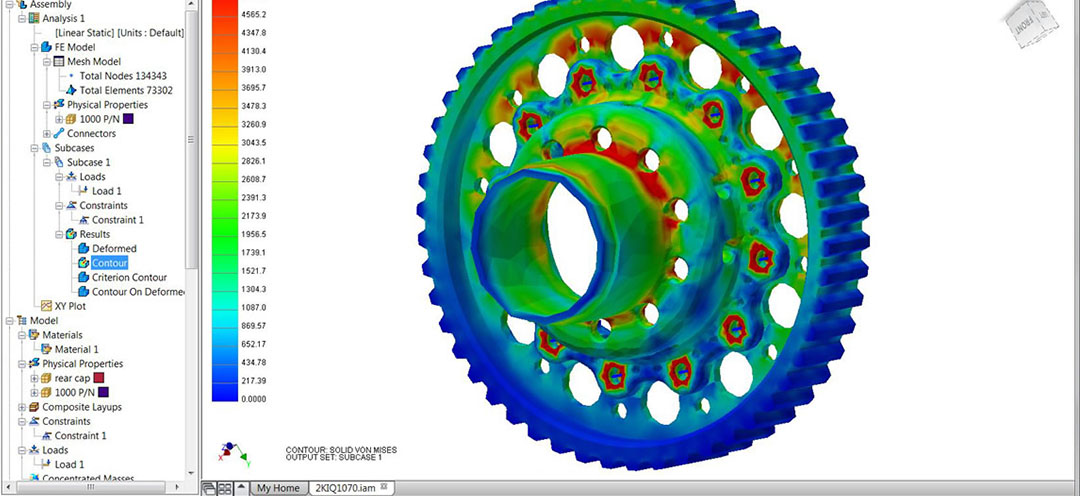 Assembly
Analysis 1
[Linear Static] [Units : Default]
FE Model
Mesh Model
Total Nodes 134343
Total Elements 73302
Physical Properties
1000 P/N
Connectors
Subcases
Subcase 1
Loads
Load 1
Constraints
Constraint 1
Results
Deformed
Contour
Criterion Contour
Contour On Deforme
XY Plot
Model
Materials
Material 1
Physical Properties
rear cap
1000 P/N
Composite Layups
Constraints
Constraint 1
Loads
Load 1
Concentrated Masses
4565.2
4347.8
4130.4
3913.0
3695.6
3478.3
3260.9
3043.5
2826.1
2608.7
2391.3
2173.9
1956.5
1739.1
1521.7
1304.3
1087.0
869.57
652.17
434.78
217.39
0.0000
FRONT
X
Y
Z
CONTOUR: SOLID VON MISES
OUTPUT SET: SUBCASE 1
My Home
2KIQ1070.iam